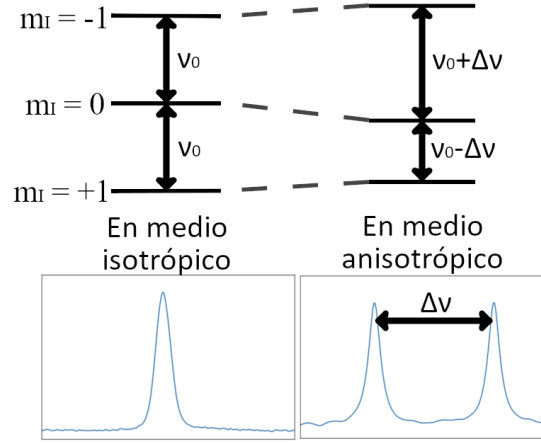 mI = -1
ν0
ν0+Δν
mI = 0
ν0
ν0-Δν
mI = +1
En medio
isotrópico
En medio
anisotrópico
Δν